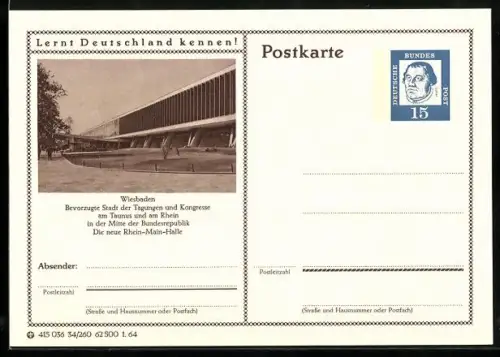 Lernt Deutschland kennen!
Wiesbaden
Bevorzugte Stadt der Tagungen und Kongresse
am Taunus und am Rhein
in der Mitte der Bundesrepublik
Die neue Rhein-Main-Halle
Absender:
Postleitzahl
(Straße und Hausnummer oder Postfach)
415 036 34/260 62 500 1. 64
Postkarte
DEUTSCHE BUNDES POST
15
Postleitzahl
(Straße und Hausnummer oder Postfach)